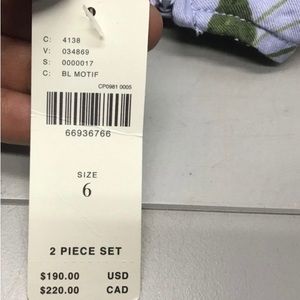 C: 4138
V: 034869
S: 0000017
C: BL MOTIF
CP0981 0005
66936766
SIZE
6
2 PIECE SET
$190.00 USD
$220.00 CAD